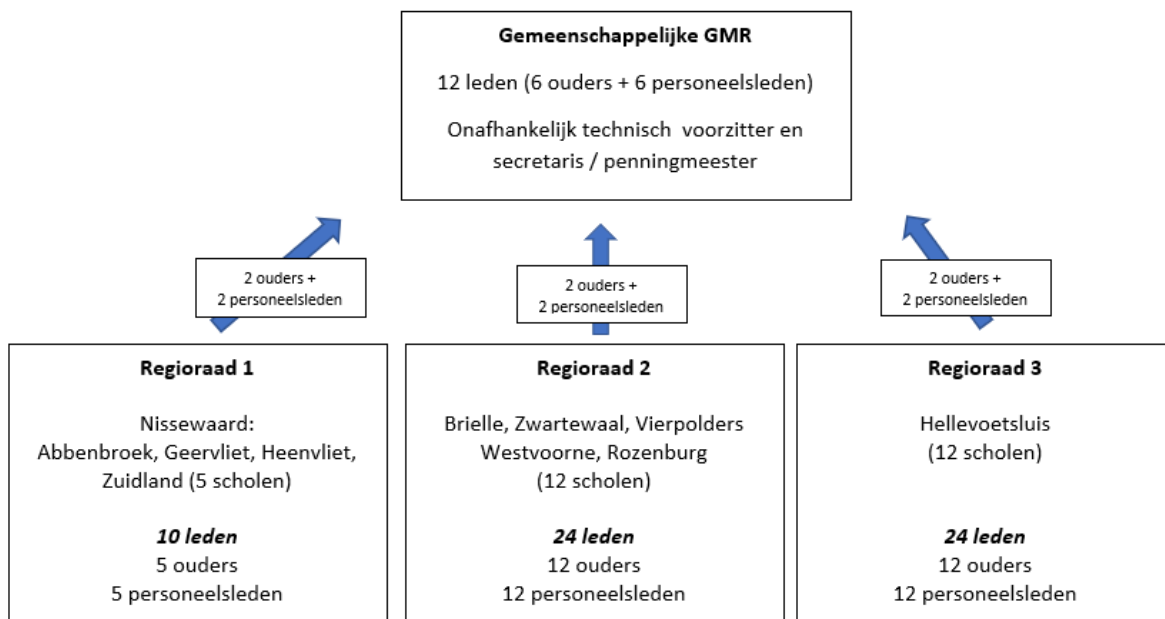 Gemeenschappelijke GMR
12 leden (6 ouders + 6 personeelsleden)
Onafhankelijk technisch voorzitter en
secretaris / penningmeester
2 ouders +
2 personeelsleden
2 ouders +
2 personeelsleden
2 ouders +
2 personeelsleden
Regioraad 1
Nissewaard:
Abbenbroek, Geervliet, Heenvliet,
Zuidland (5 scholen)
10 leden
5 ouders
5 personeelsleden
Regioraad 2
Brielle, Zwartewaal, Vierpolders
Westvoorne, Rozenburg
(12 scholen)
24 leden
12 ouders
12 personeelsleden
Regioraad 3
Hellevoetsluis
(12 scholen)
24 leden
12 ouders
12 personeelsleden